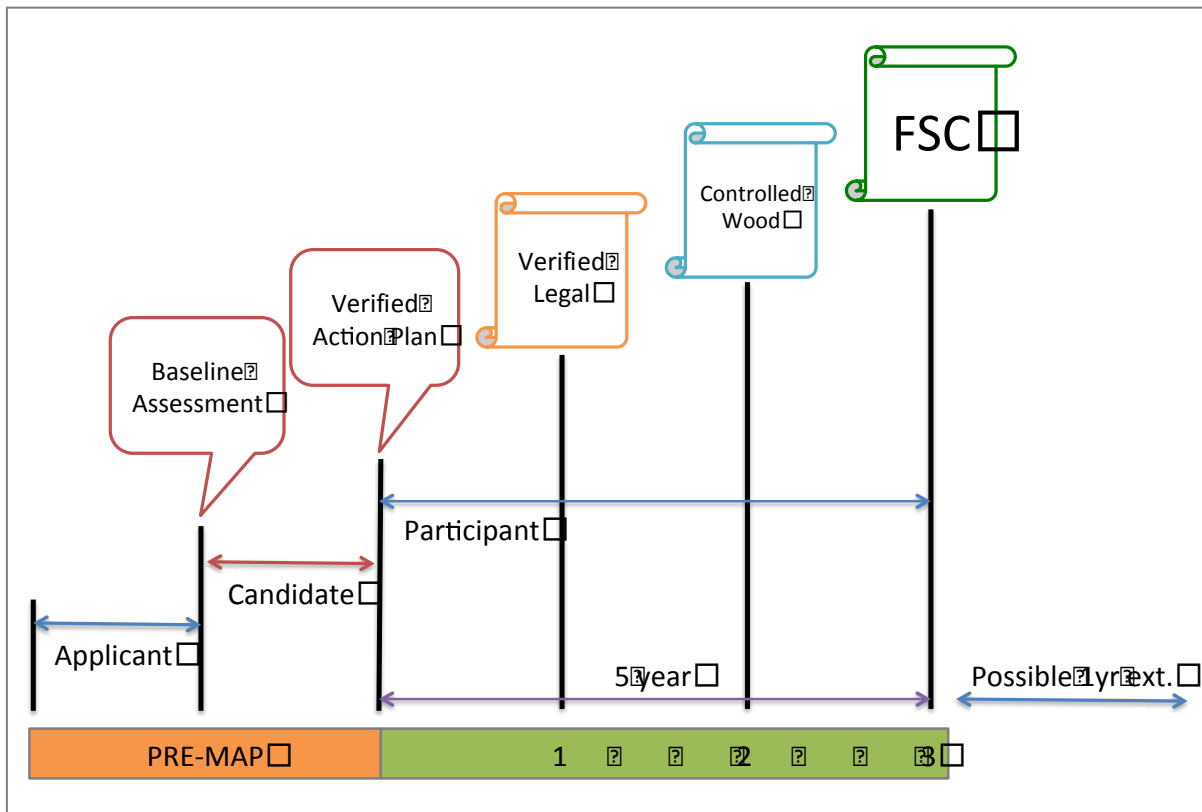 FSC
Controlled
Wood
Verified
Legal
Verified
Action Plan
Baseline
Assessment
Participant
Candidate
Applicant
5 year
Possible 1yr ext.
PRE-MAP
1 2 3